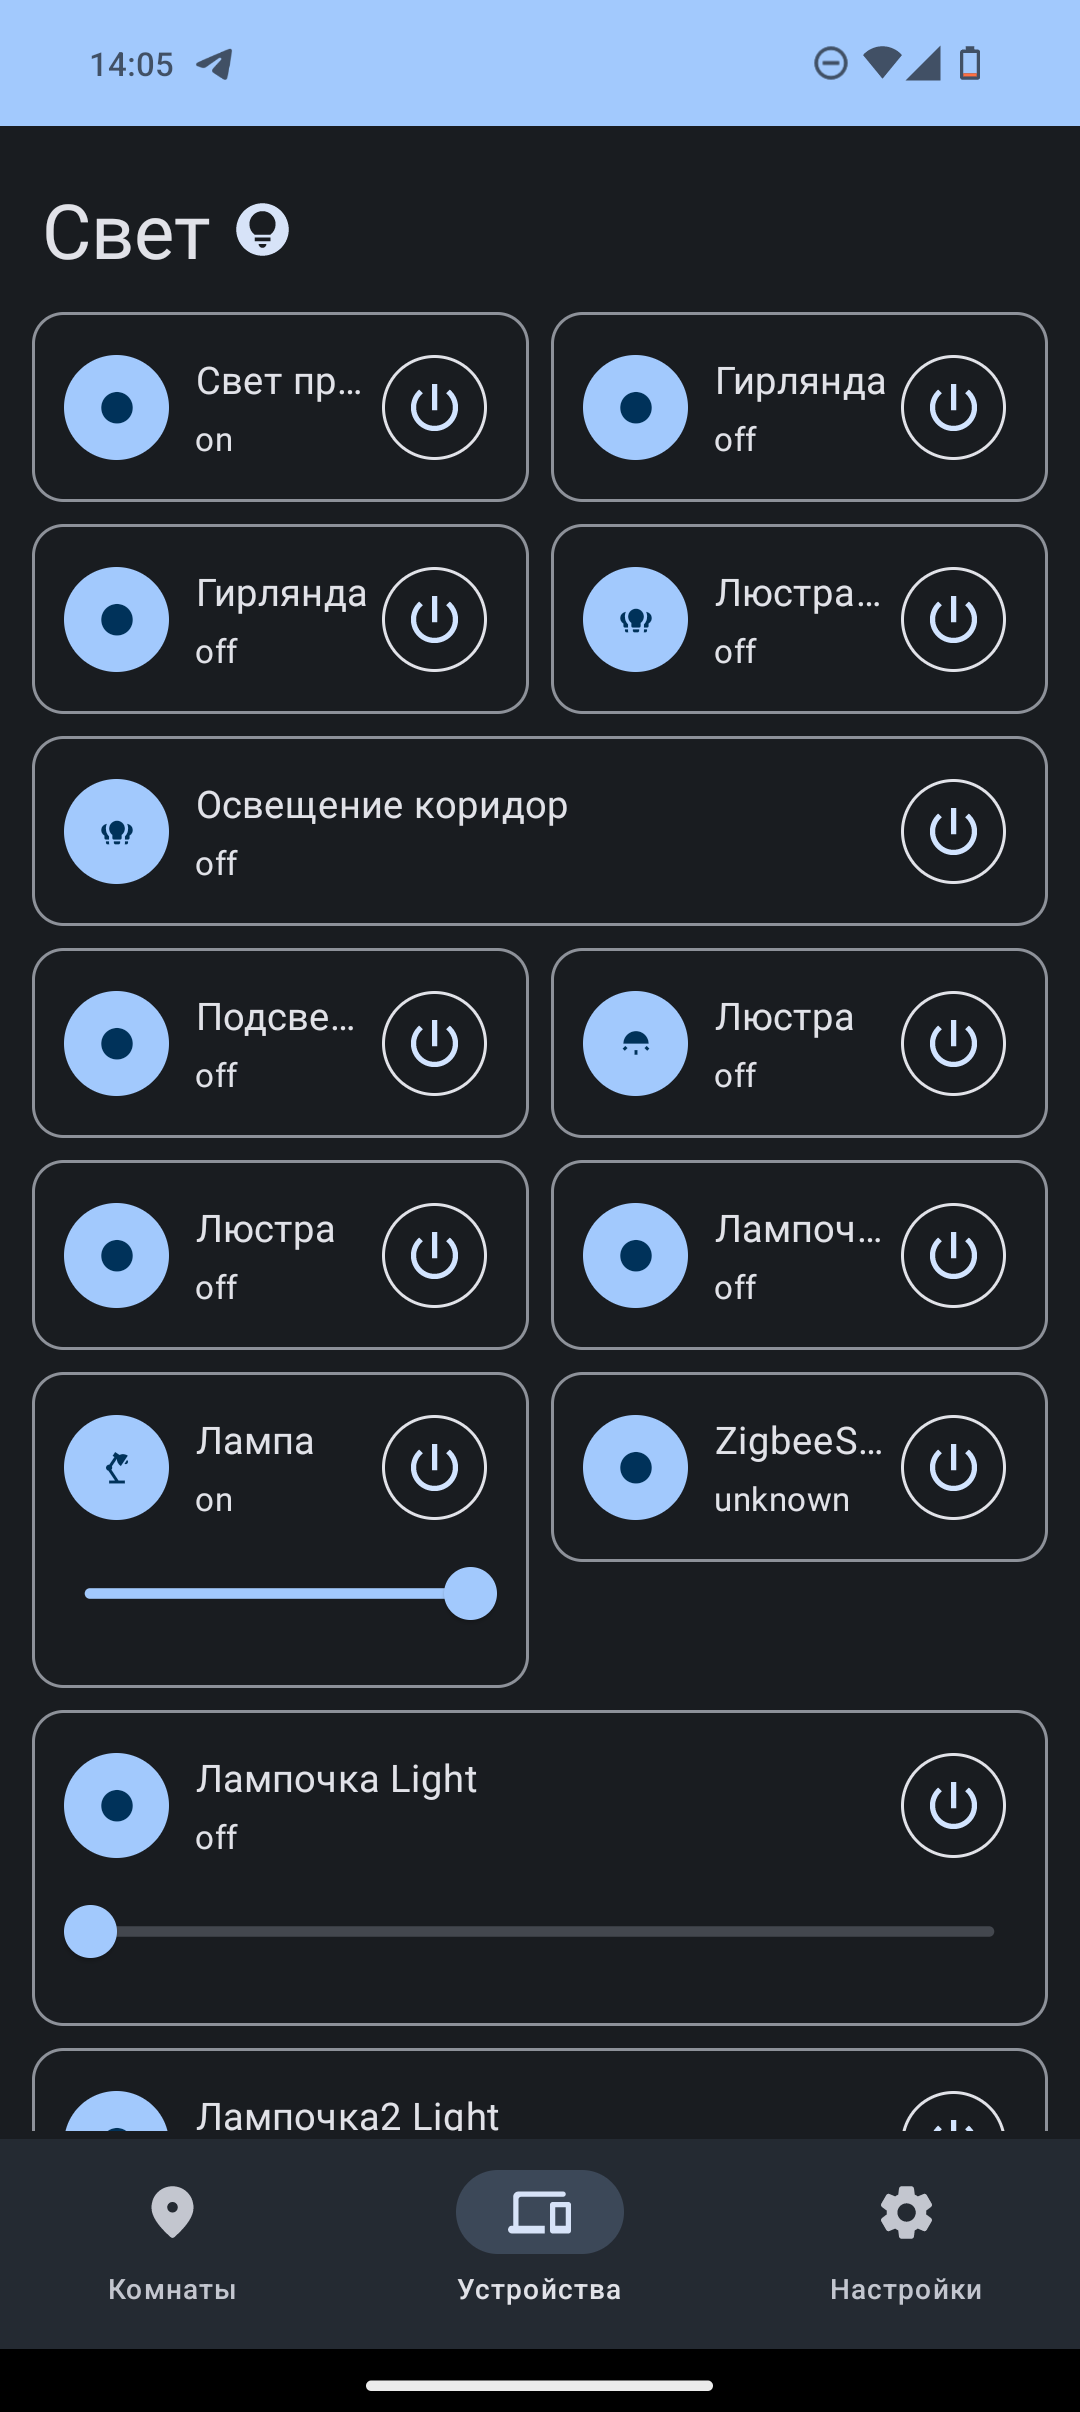 14:05
Свет
Свет пр...
on
Гирлянда
off
Гирлянда
off
Люстра...
off
Освещение коридор
off
Подсве...
off
Люстра
off
Люстра
off
Лампоч...
off
Лампа
on
ZigbeeS...
unknown
Лампочка Light
off
Лампочка2 Light
Комнаты
Устройства
Настройки